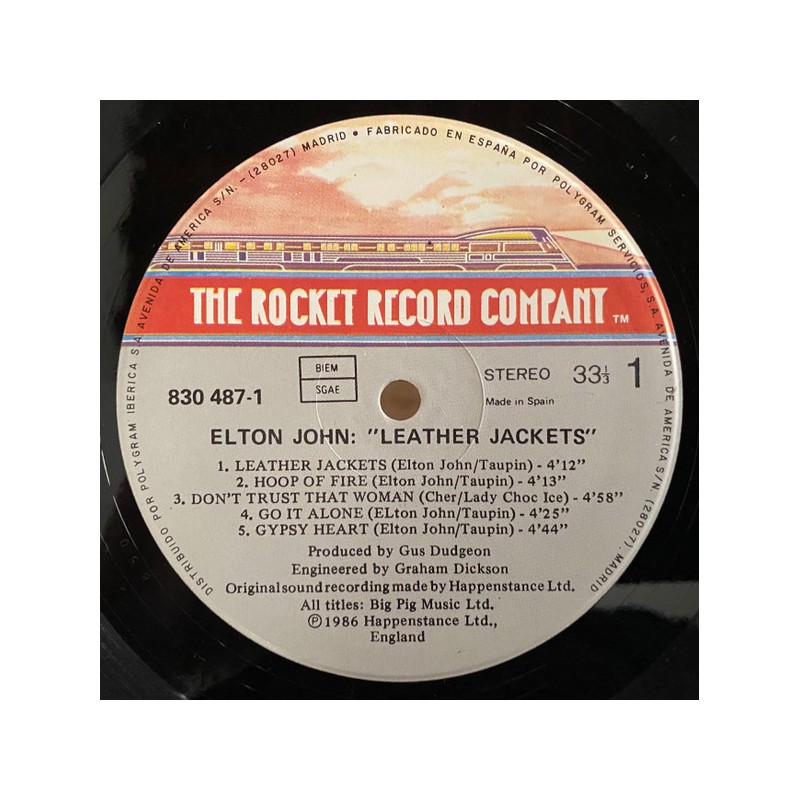 DISTRIBUIDO POR POLYGRAM IBERICA S.A. AVENIDA DE AMERICA S/N. - (28027) MADRID • FABRICADO EN ESPAÑA POR POLYGRAM SERVICIOS, S.A. AVENIDA DE AMERICA S/N (28027). MADRID
THE ROCKET RECORD COMPANY TM
830 487-1
BIEM
SGAE
STEREO 33⅓ 1
Made in Spain
ELTON JOHN: "LEATHER JACKETS"
1. LEATHER JACKETS (Elton John/Taupin) - 4'12"
2. HOOP OF FIRE (Elton John/Taupin) - 4'13"
3. DON'T TRUST THAT WOMAN (Cher/Lady Choc Ice) - 4'58"
4. GO IT ALONE (ELton John/Taupin) - 4'25"
5. GYPSY HEART (Elton John/Taupin) - 4'44"
Produced by Gus Dudgeon
Engineered by Graham Dickson
Original sound recording made by Happenstance Ltd.
All titles: Big Pig Music Ltd.
℗1986 Happenstance Ltd.,
England